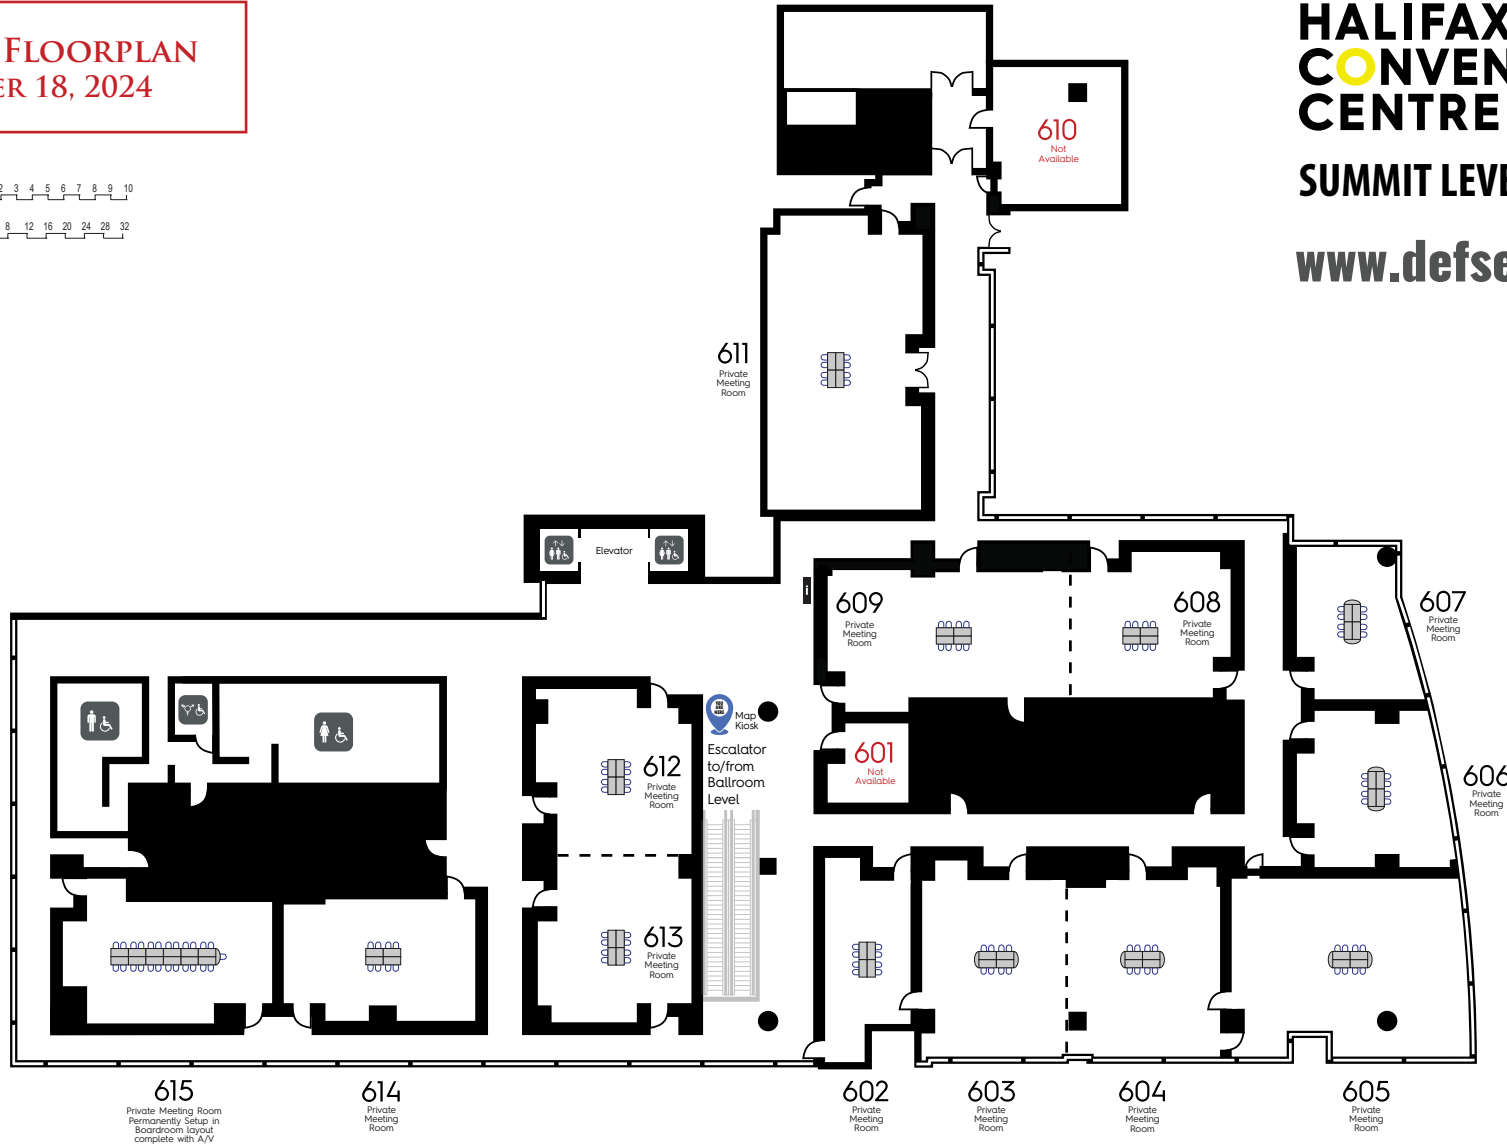 FLOORPLAN
ER 18, 2024
2 3 4 5 6 7 8 9 10
8 12 16 20 24 28 32
HALIFAX
CONVEN
CENTRE
SUMMIT LEVE
www.defse
610
Not
Available
611
Private
Meeting
Room
Elevator
609
Private
Meeting
Room
608
Private
Meeting
Room
607
Private
Meeting
Room
YOU
ARE
HERE
Map
Kiosk
Escalator
to/from
Ballroom
Level
612
Private
Meeting
Room
601
Not
Available
606
Private
Meeting
Room
613
Private
Meeting
Room
615
Private Meeting Room
Permanently Setup in
Boardroom layout
complete with A/V
614
Private
Meeting
Room
602
Private
Meeting
Room
603
Private
Meeting
Room
604
Private
Meeting
Room
605
Private
Meeting
Room